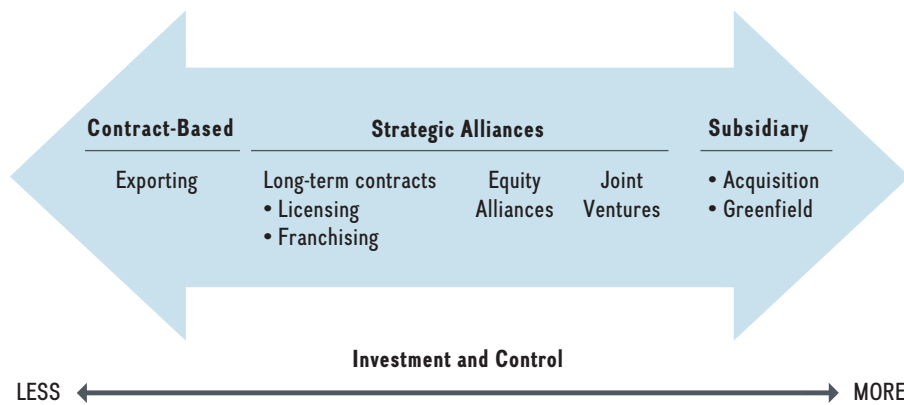 Contract-Based
Strategic Alliances
Subsidiary
Exporting
Long-term contracts
• Licensing
• Franchising
Equity
Alliances
Joint
Ventures
• Acquisition
• Greenfield
Investment and Control
LESS
MORE